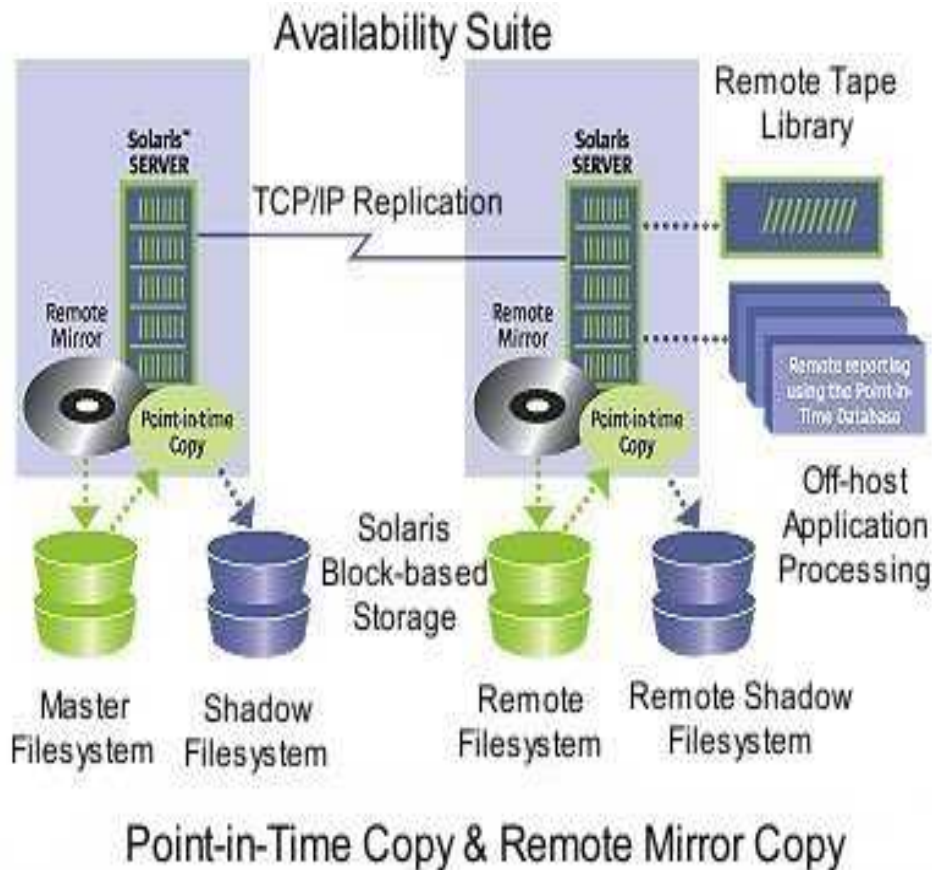 Availability Suite
Solaris™
SERVER
Solaris
SERVER
Remote Tape
Library
TCP/IP Replication
Remote
Mirror
Remote
Mirror
Point-in-time
Copy
Point-in-time
Copy
Remote reporting
using the Point-in-
Time Database
Off-host
Application
Processing
Solaris
Block-based
Storage
Master
Filesystem
Shadow
Filesystem
Remote
Filesystem
Remote Shadow
Filesystem
Point-in-Time Copy & Remote Mirror Copy